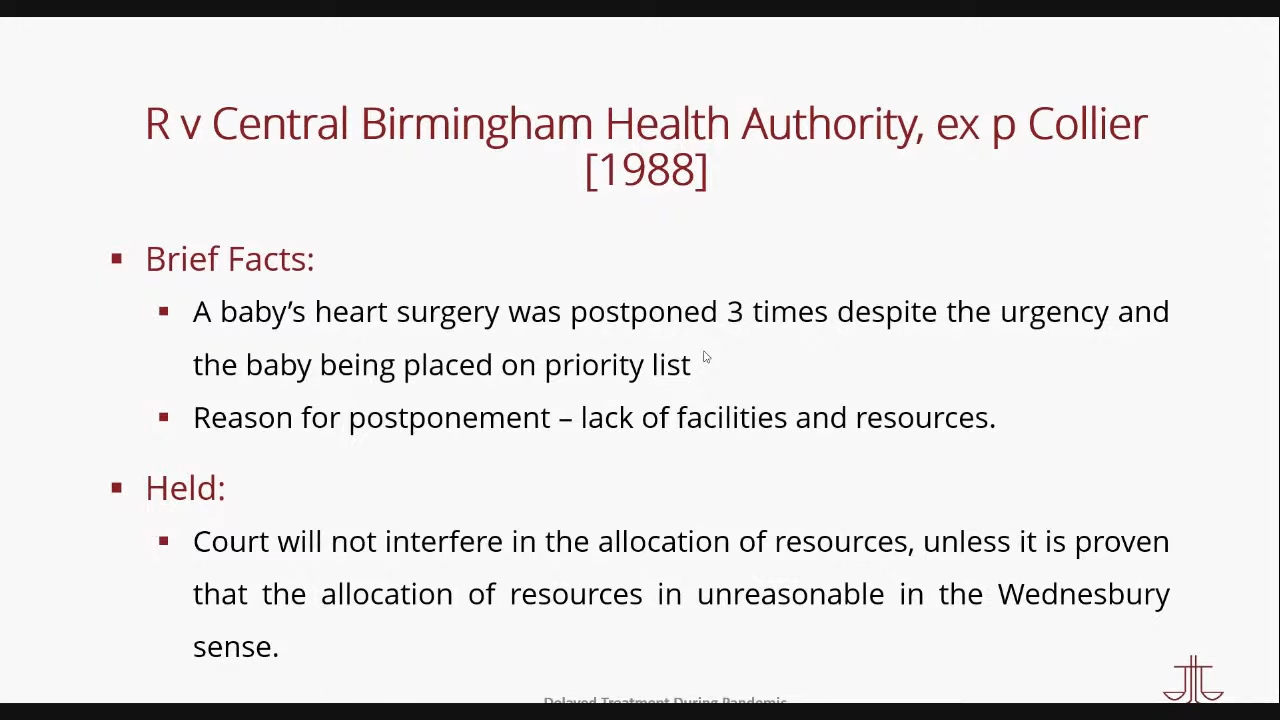 R v Central Birmingham Health Authority, ex p Collier
[1988]
▪ Brief Facts:
▪ A baby’s heart surgery was postponed 3 times despite the urgency and
the baby being placed on priority list
▪ Reason for postponement – lack of facilities and resources.
▪ Held:
▪ Court will not interfere in the allocation of resources, unless it is proven
that the allocation of resources in unreasonable in the Wednesbury
sense.
Delayed Treatment During Pandemic